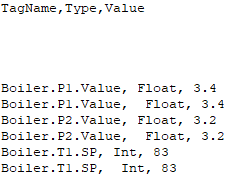 TagName,Type,Value
Boiler.P1.Value, Float, 3.4
Boiler.P1.Value,  Float, 3.4
Boiler.P2.Value, Float, 3.2
Boiler.P2.Value,  Float, 3.2
Boiler.T1.SP, Int, 83
Boiler.T1.SP,  Int, 83